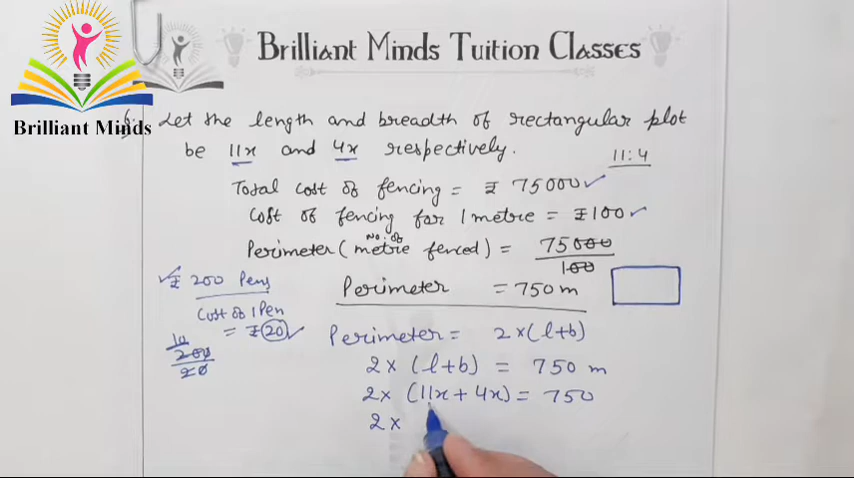 Brilliant Minds Tuition Classes
Brilliant Minds
Let the length and breadth of rectangular plot
be 11x and 4x respectively.
11:4
Total cost of fencing = ₹ 75000 ✓
Cost of fencing for 1 metre = ₹100 ✓
Perimeter (no. of metre fenced) = 75000/100
Perimeter = 750 m
✓ ₹ 200 Pens
Cost of 1 Pen
= ₹ 20 ✓
10
200/20
Perimeter = 2×(l+b)
2× (l+b) = 750 m
2× (11x + 4x) = 750
2×